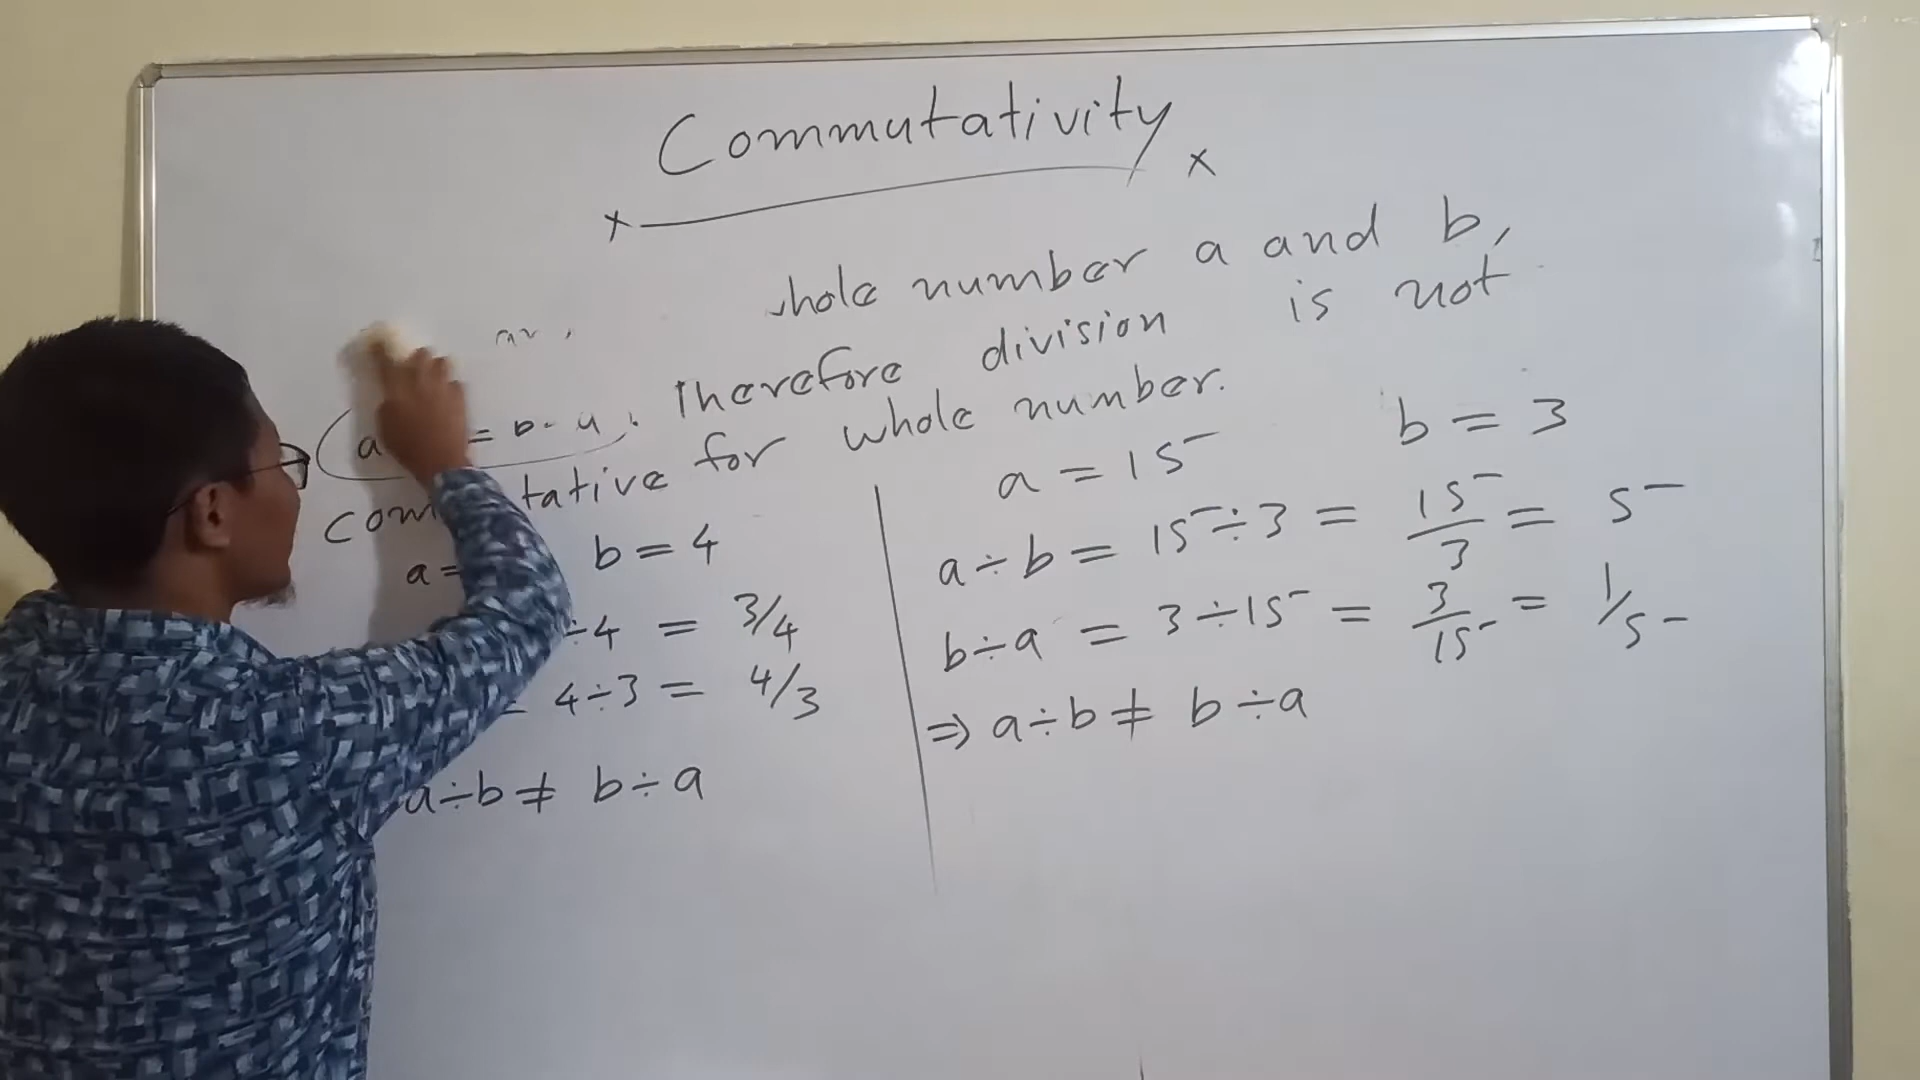 Commutativity
whole number a and b,
Therefore division is not
tative for whole number.
b = 4
÷4 = 3/4
= 4÷3 = 4/3
a÷b ≠ b÷a
a = 15 b = 3
a÷b = 15÷3 = 15/3 = 5
b÷a = 3÷15 = 3/15 = 1/5
⇒ a÷b ≠ b÷a